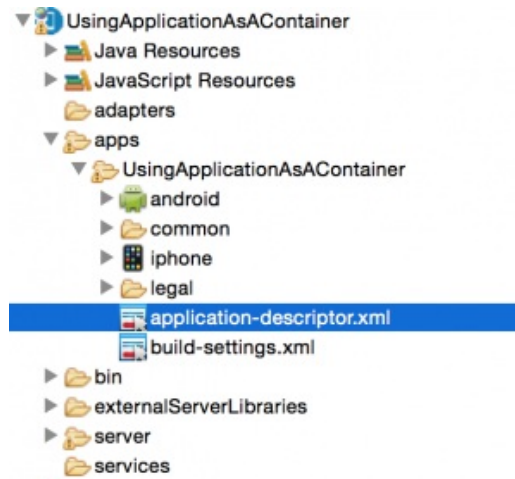 UsingApplicationAsAContainer
Java Resources
JavaScript Resources
adapters
apps
UsingApplicationAsAContainer
android
common
iphone
legal
application-descriptor.xml
build-settings.xml
bin
externalServerLibraries
server
services